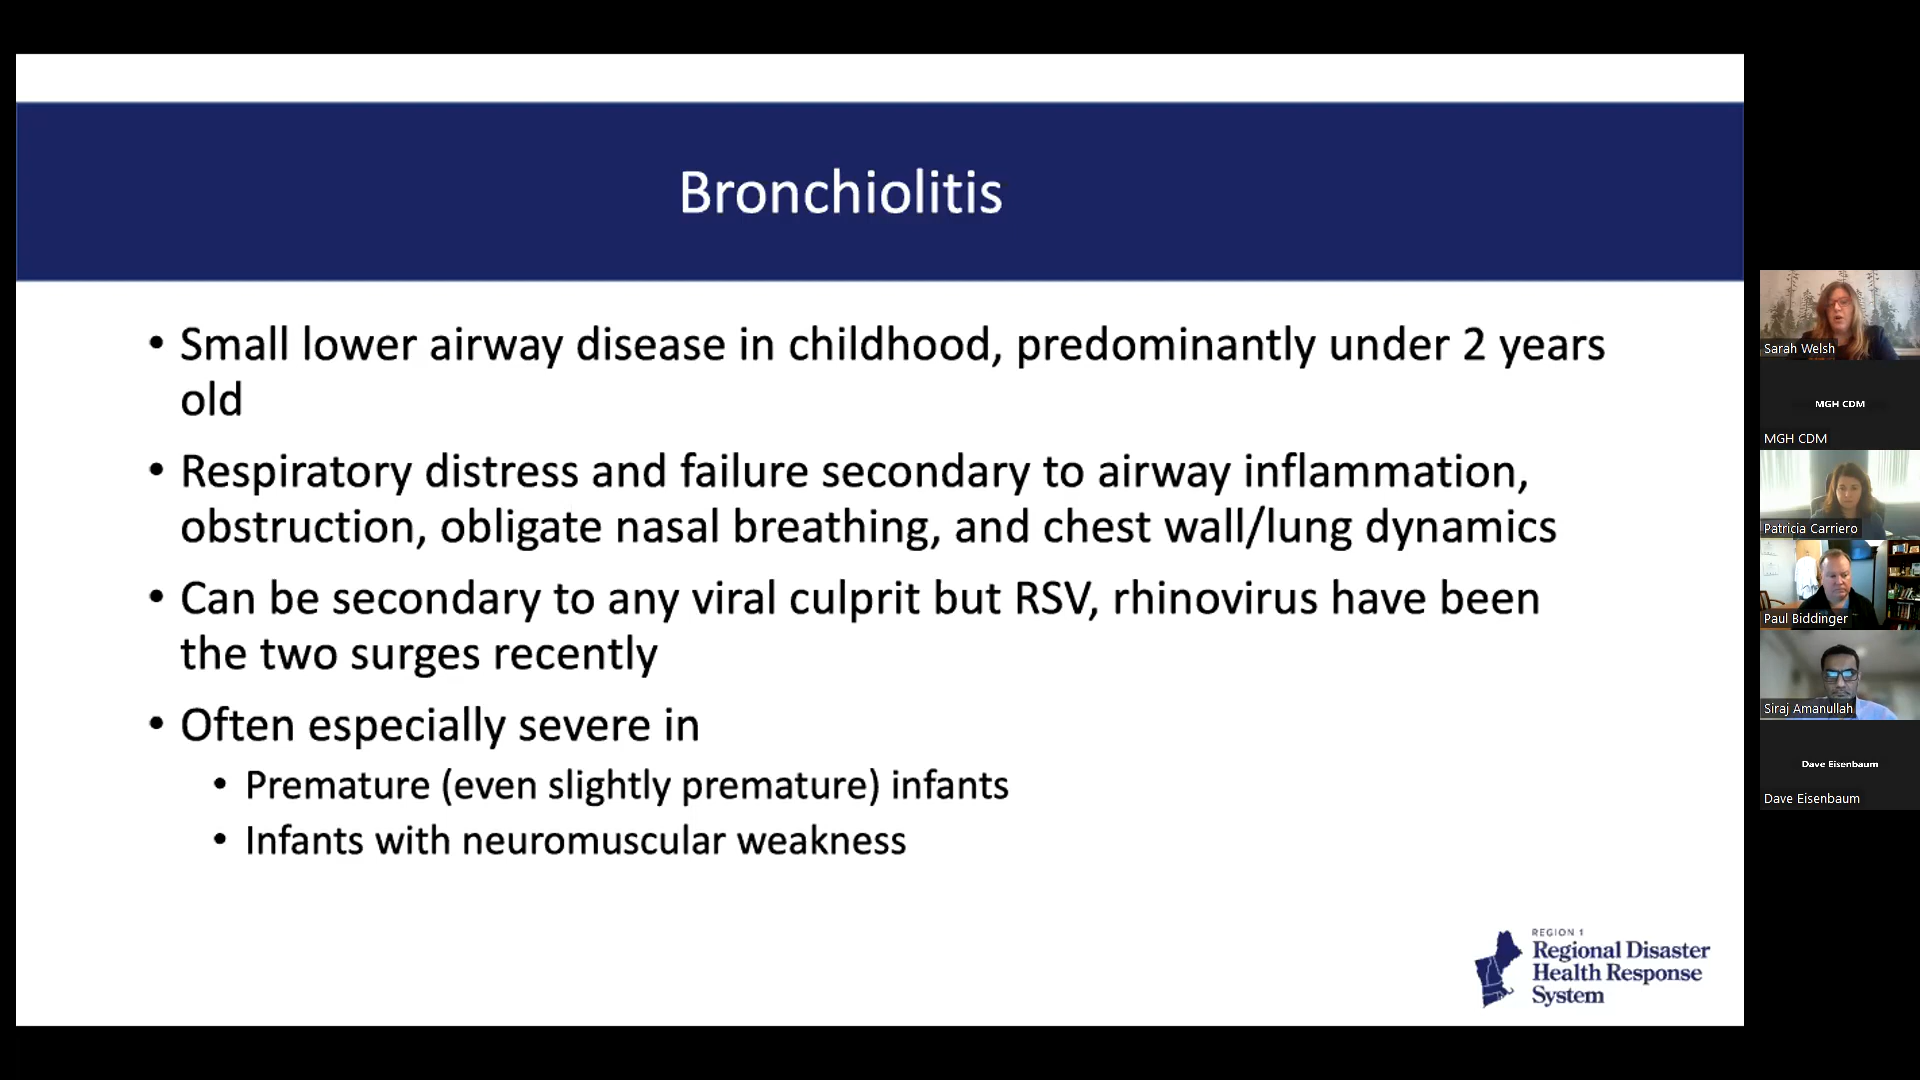 Bronchiolitis
• Small lower airway disease in childhood, predominantly under 2 years
old
• Respiratory distress and failure secondary to airway inflammation,
obstruction, obligate nasal breathing, and chest wall/lung dynamics
• Can be secondary to any viral culprit but RSV, rhinovirus have been
the two surges recently
• Often especially severe in
• Premature (even slightly premature) infants
• Infants with neuromuscular weakness
REGION 1
Regional Disaster
Health Response
System
Sarah Welsh
MGH CDM
MGH CDM
Patricia Carriero
Paul Biddinger
Siraj Amanullah
Dave Eisenbaum
Dave Eisenbaum